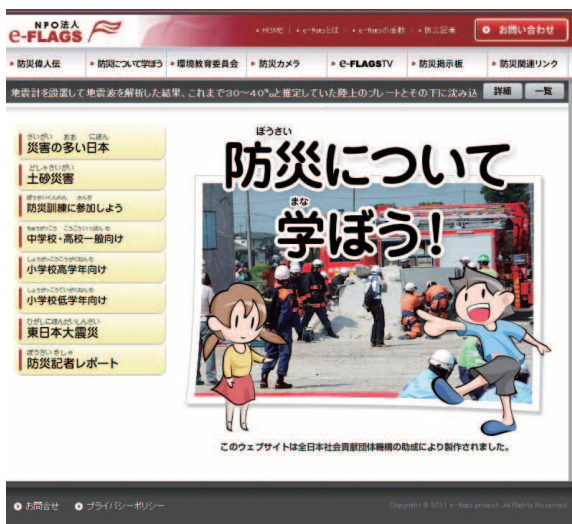 NPO法人
e-FLAGS
HOME
e-flagsとは
e-flagsの活動
防災記者
お問い合わせ
防災偉人伝
防災について学ぼう
環境教育委員会
防災カメラ
e-FLAGSTV
防災掲示板
防災関連リンク
地震計を設置して地震波を解析した結果、これまで30〜40㌔と推定していた陸上のプレートとその下に沈み込
詳細
一覧
さいがい おお にほん
災害の多い日本
どしゃさいがい
土砂災害
ぼうさいくんれん さんか
防災訓練に参加しよう
ちゅうがっこう こうこういっぱん む
中学校・高校一般向け
しょうがっこうこうがくねんむ
小学校高学年向け
しょうがっこうていがくねんむ
小学校低学年向け
ひがしにほんだいしんさい
東日本大震災
ぼうさいきしゃ
防災記者レポート
ぼうさい
防災について
まな
学ぼう!
このウェブサイトは全日本社会貢献団体機構の助成により製作されました。
お問合せ
プライバシーポリシー
Copyright © 2011 e-flags project. All Rights Reserved